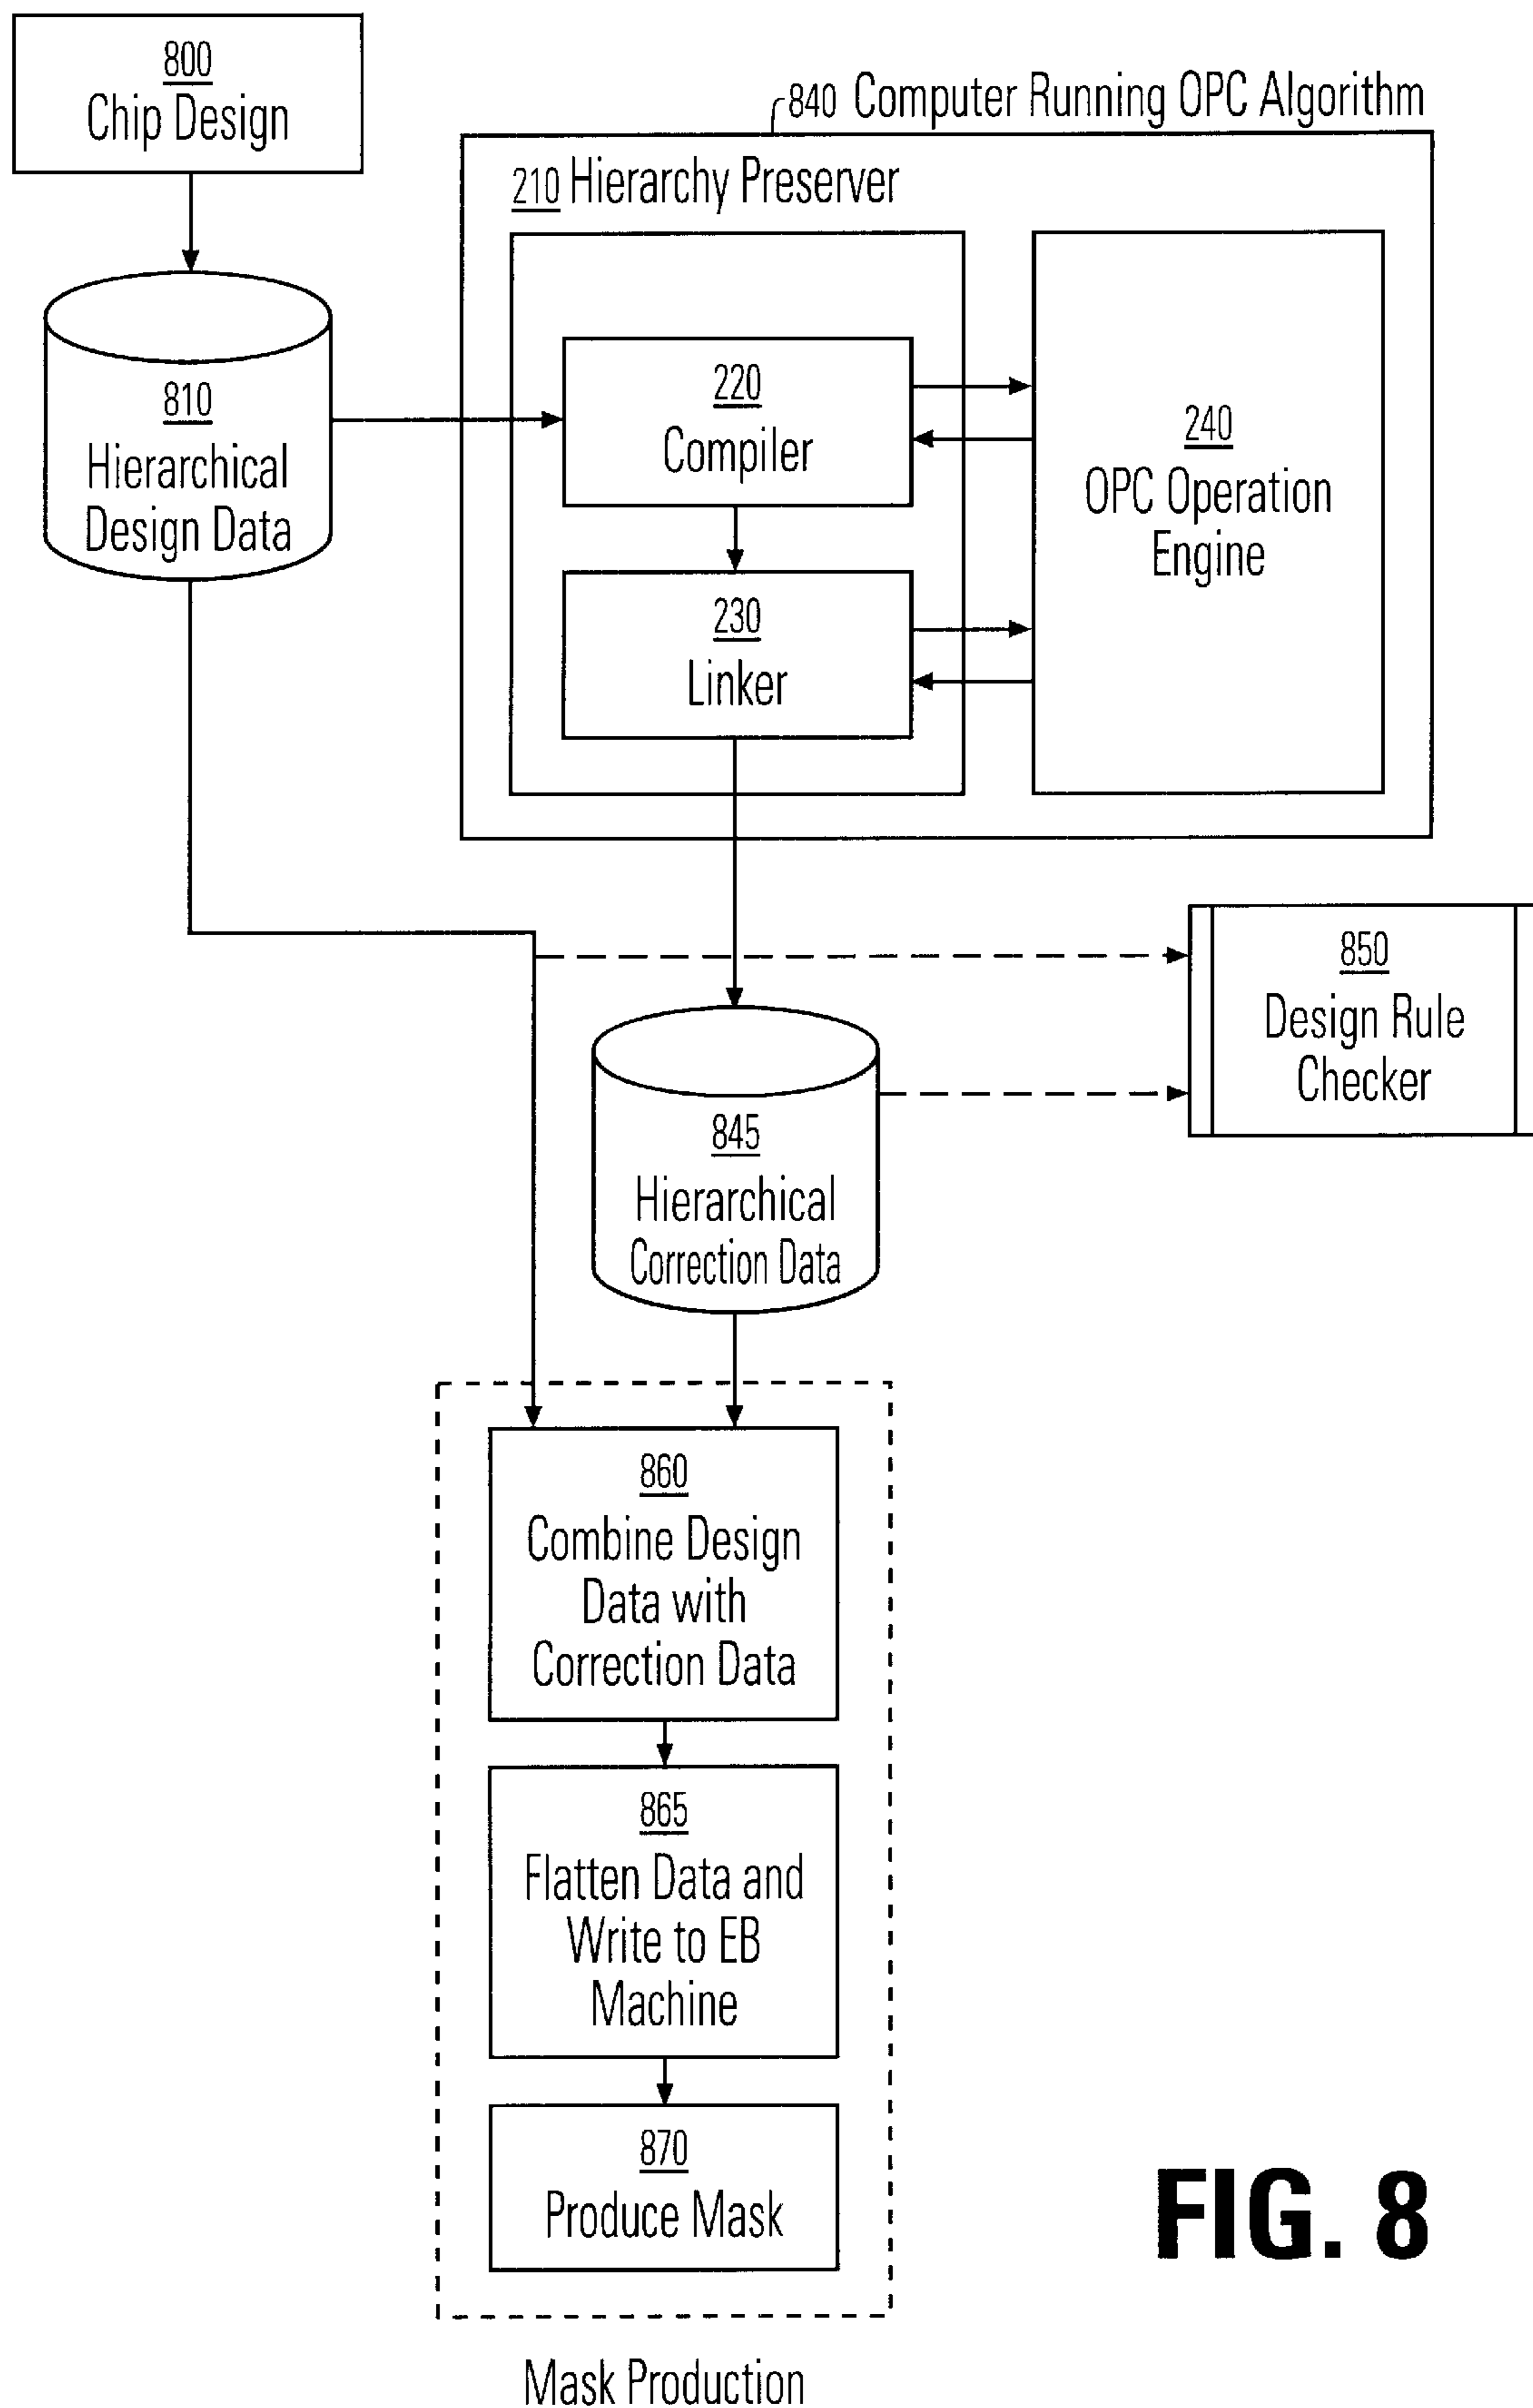 800
Chip Design
840 Computer Running OPC Algorithm
210 Hierarchy Preserver
810
Hierarchical
Design Data
220
Compiler
240
OPC Operation
Engine
230
Linker
850
Design Rule
Checker
845
Hierarchical
Correction Data
860
Combine Design
Data with
Correction Data
865
Flatten Data and
Write to EB
Machine
870
Produce Mask
FIG. 8
Mask Production